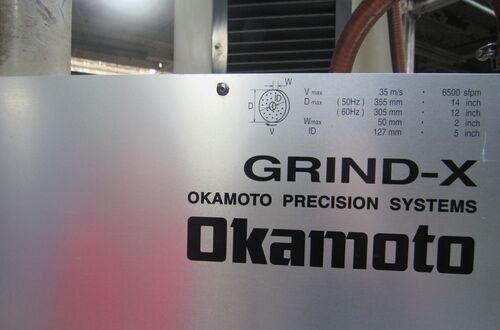 W
D
ID
V
V max 35 m/s · 6500 sfpm
D max (50Hz) 355 mm · 14 inch
(60Hz) 305 mm · 12 inch
W max 50 mm · 2 inch
ID 127 mm · 5 inch
GRIND-X
OKAMOTO PRECISION SYSTEMS
Okamoto